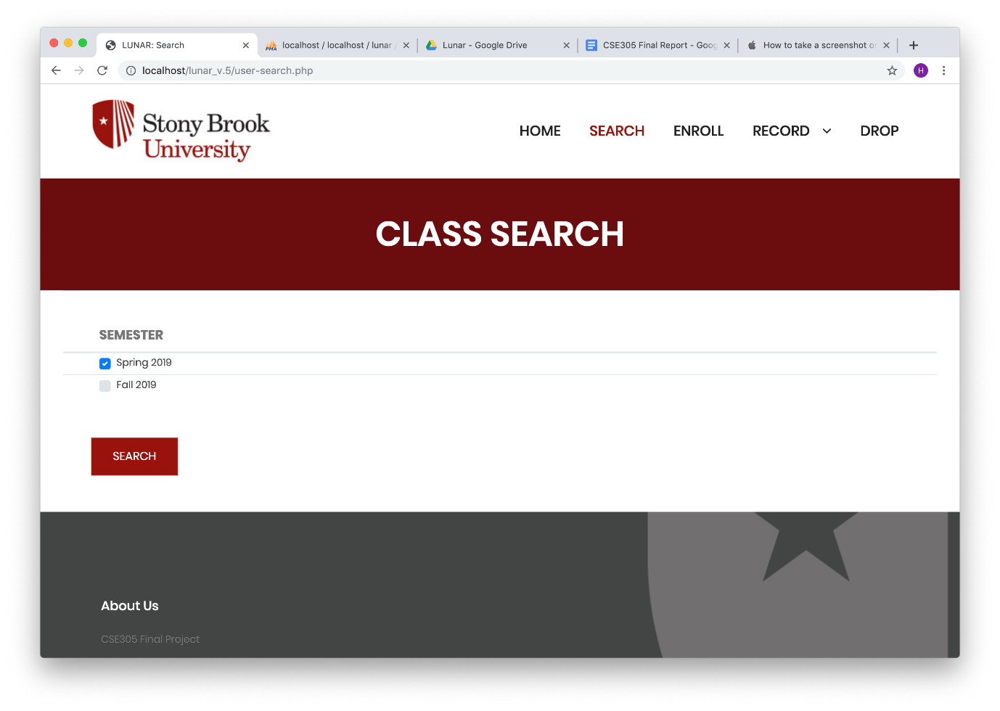 LUNAR: Search
localhost / localhost / lunar /
Lunar - Google Drive
CSE305 Final Report - Goog
How to take a screenshot o
localhost/lunar_v.5/user-search.php
H
Stony Brook
University
HOME
SEARCH
ENROLL
RECORD
DROP
CLASS SEARCH
SEMESTER
Spring 2019
Fall 2019
SEARCH
About Us
CSE305 Final Project